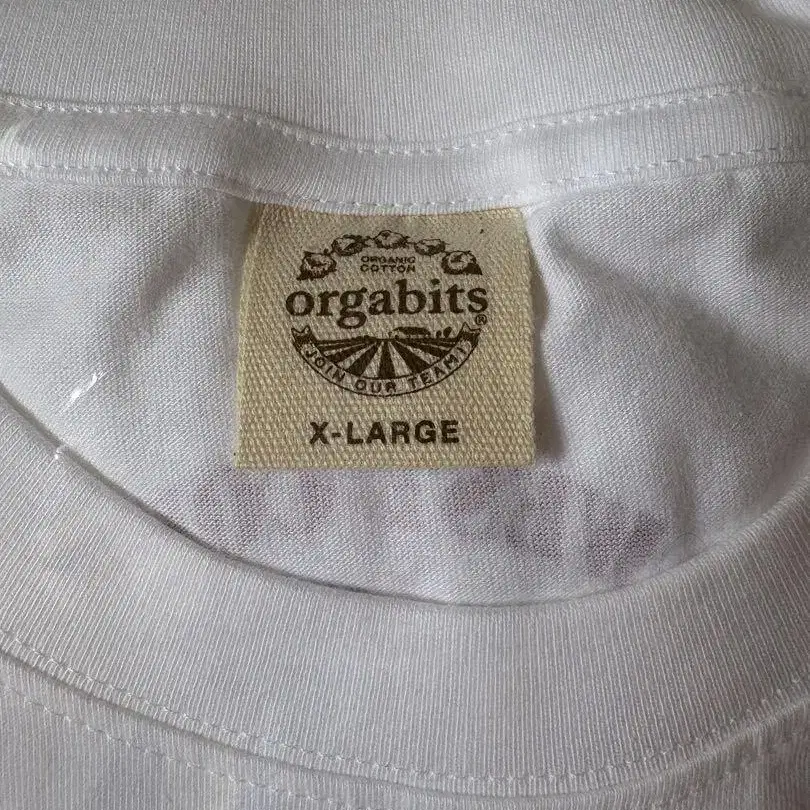 ORGANIC
COTTON
orgabits®
JOIN OUR TEAM!!
X-LARGE